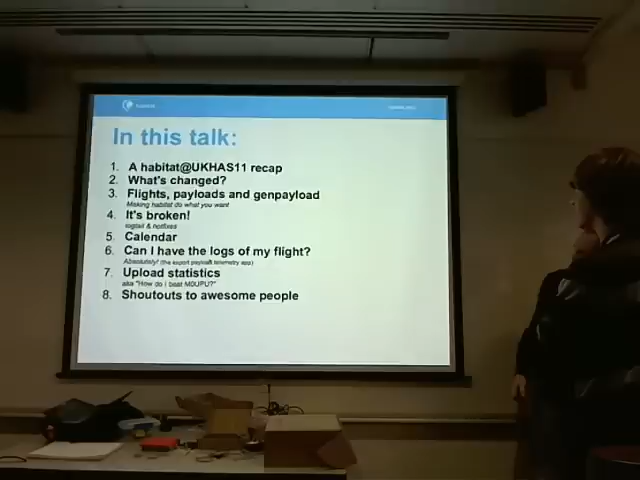 In this talk:
1. A habitat@UKHAS11 recap
2. What's changed?
3. Flights, payloads and genpayload
Making habitat do what you want
4. It's broken!
logtail & hotfixes
5. Calendar
6. Can I have the logs of my flight?
Absolutely! (the export payload telemetry app)
7. Upload statistics
aka "How do I beat M0UPU?"
8. Shoutouts to awesome people